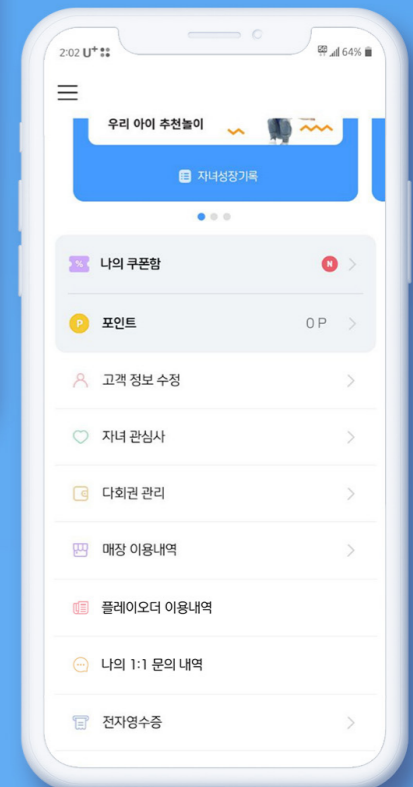 2:02 U+ 64%
우리 아이 추천놀이
자녀성장기록
% 나의 쿠폰함 N
P 포인트 0 P
고객 정보 수정
자녀 관심사
다회권 관리
매장 이용내역
플레이오더 이용내역
나의 1:1 문의 내역
전자영수증